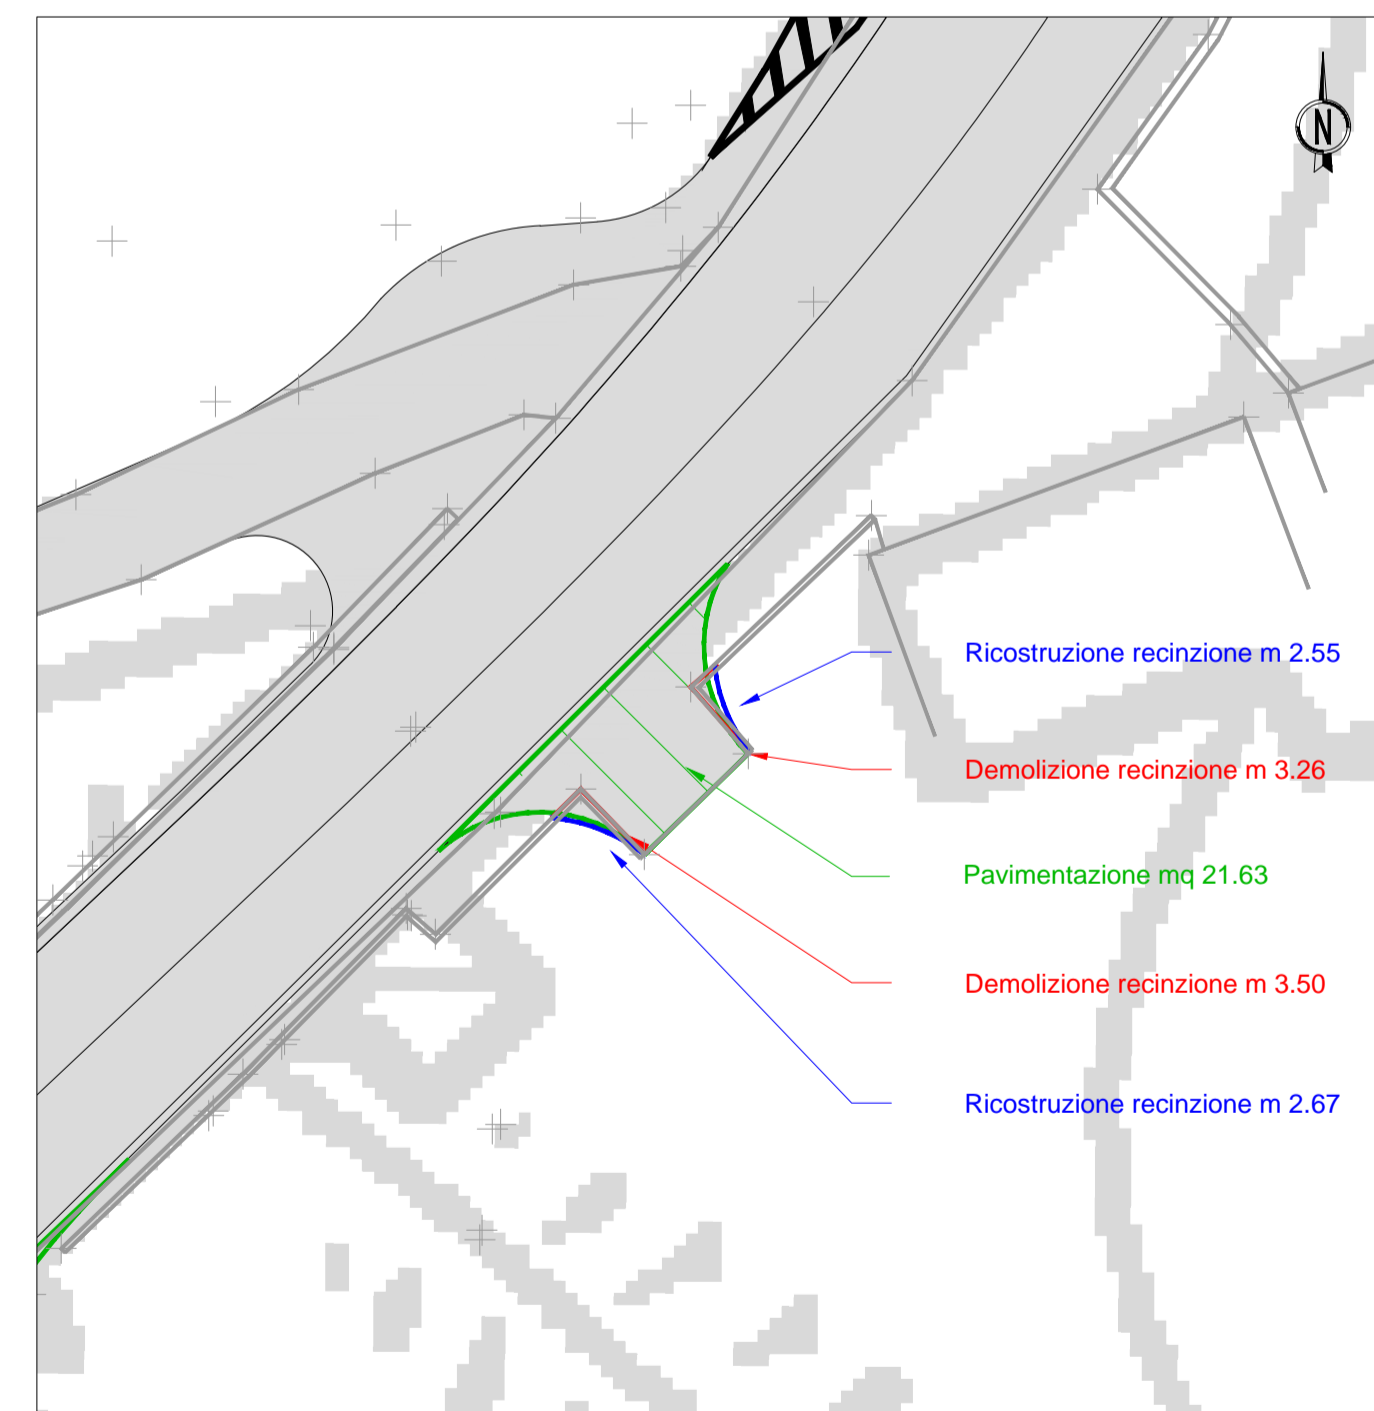 N
Ricostruzione recinzione m 2.55
Demolizione recinzione m 3.26
Pavimentazione mq 21.63
Demolizione recinzione m 3.50
Ricostruzione recinzione m 2.67